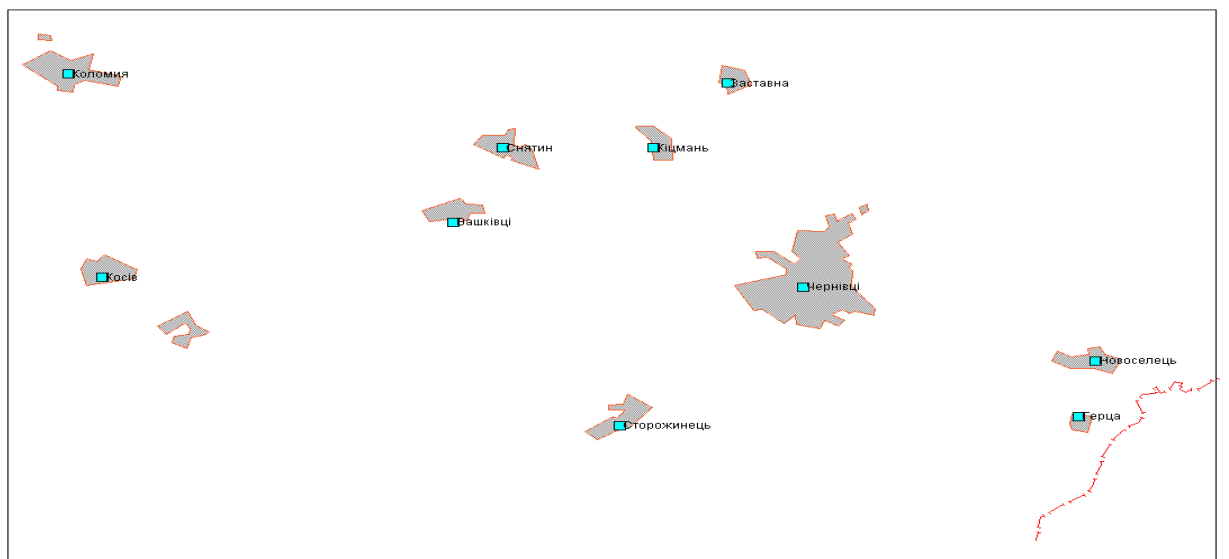 Коломия
Заставна
Снятин
Кіцмань
Вашківці
Косів
Чернівці
Новоселець
Герца
Сторожинець